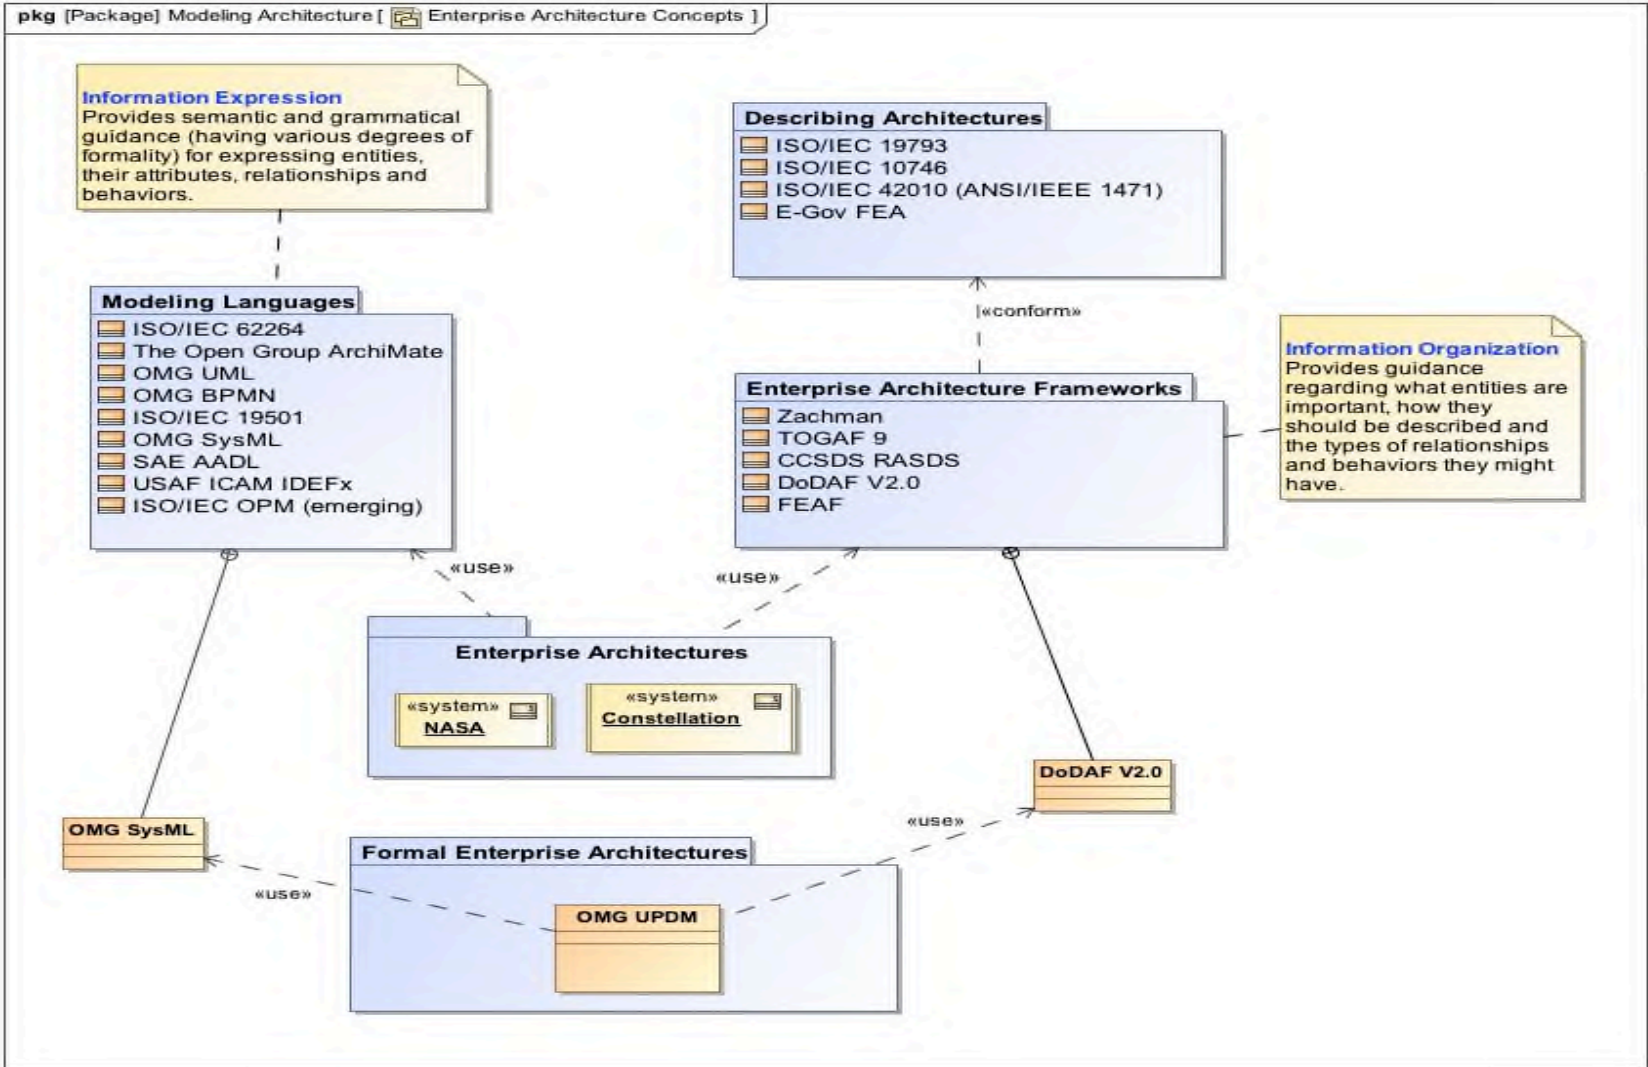 pkg [Package] Modeling Architecture [ Enterprise Architecture Concepts ]
Information Expression
Provides semantic and grammatical
guidance (having various degrees of
formality) for expressing entities,
their attributes, relationships and
behaviors.
Describing Architectures
ISO/IEC 19793
ISO/IEC 10746
ISO/IEC 42010 (ANSI/IEEE 1471)
E-Gov FEA
«conform»
Modeling Languages
ISO/IEC 62264
The Open Group ArchiMate
OMG UML
OMG BPMN
ISO/IEC 19501
OMG SysML
SAE AADL
USAF ICAM IDEFx
ISO/IEC OPM (emerging)
Enterprise Architecture Frameworks
Zachman
TOGAF 9
CCSDS RASDS
DoDAF V2.0
FEAF
Information Organization
Provides guidance
regarding what entities are
important, how they
should be described and
the types of relationships
and behaviors they might
have.
«use»
«use»
Enterprise Architectures
«system»
NASA
«system»
Constellation
DoDAF V2.0
OMG SysML
«use»
«use»
Formal Enterprise Architectures
OMG UPDM